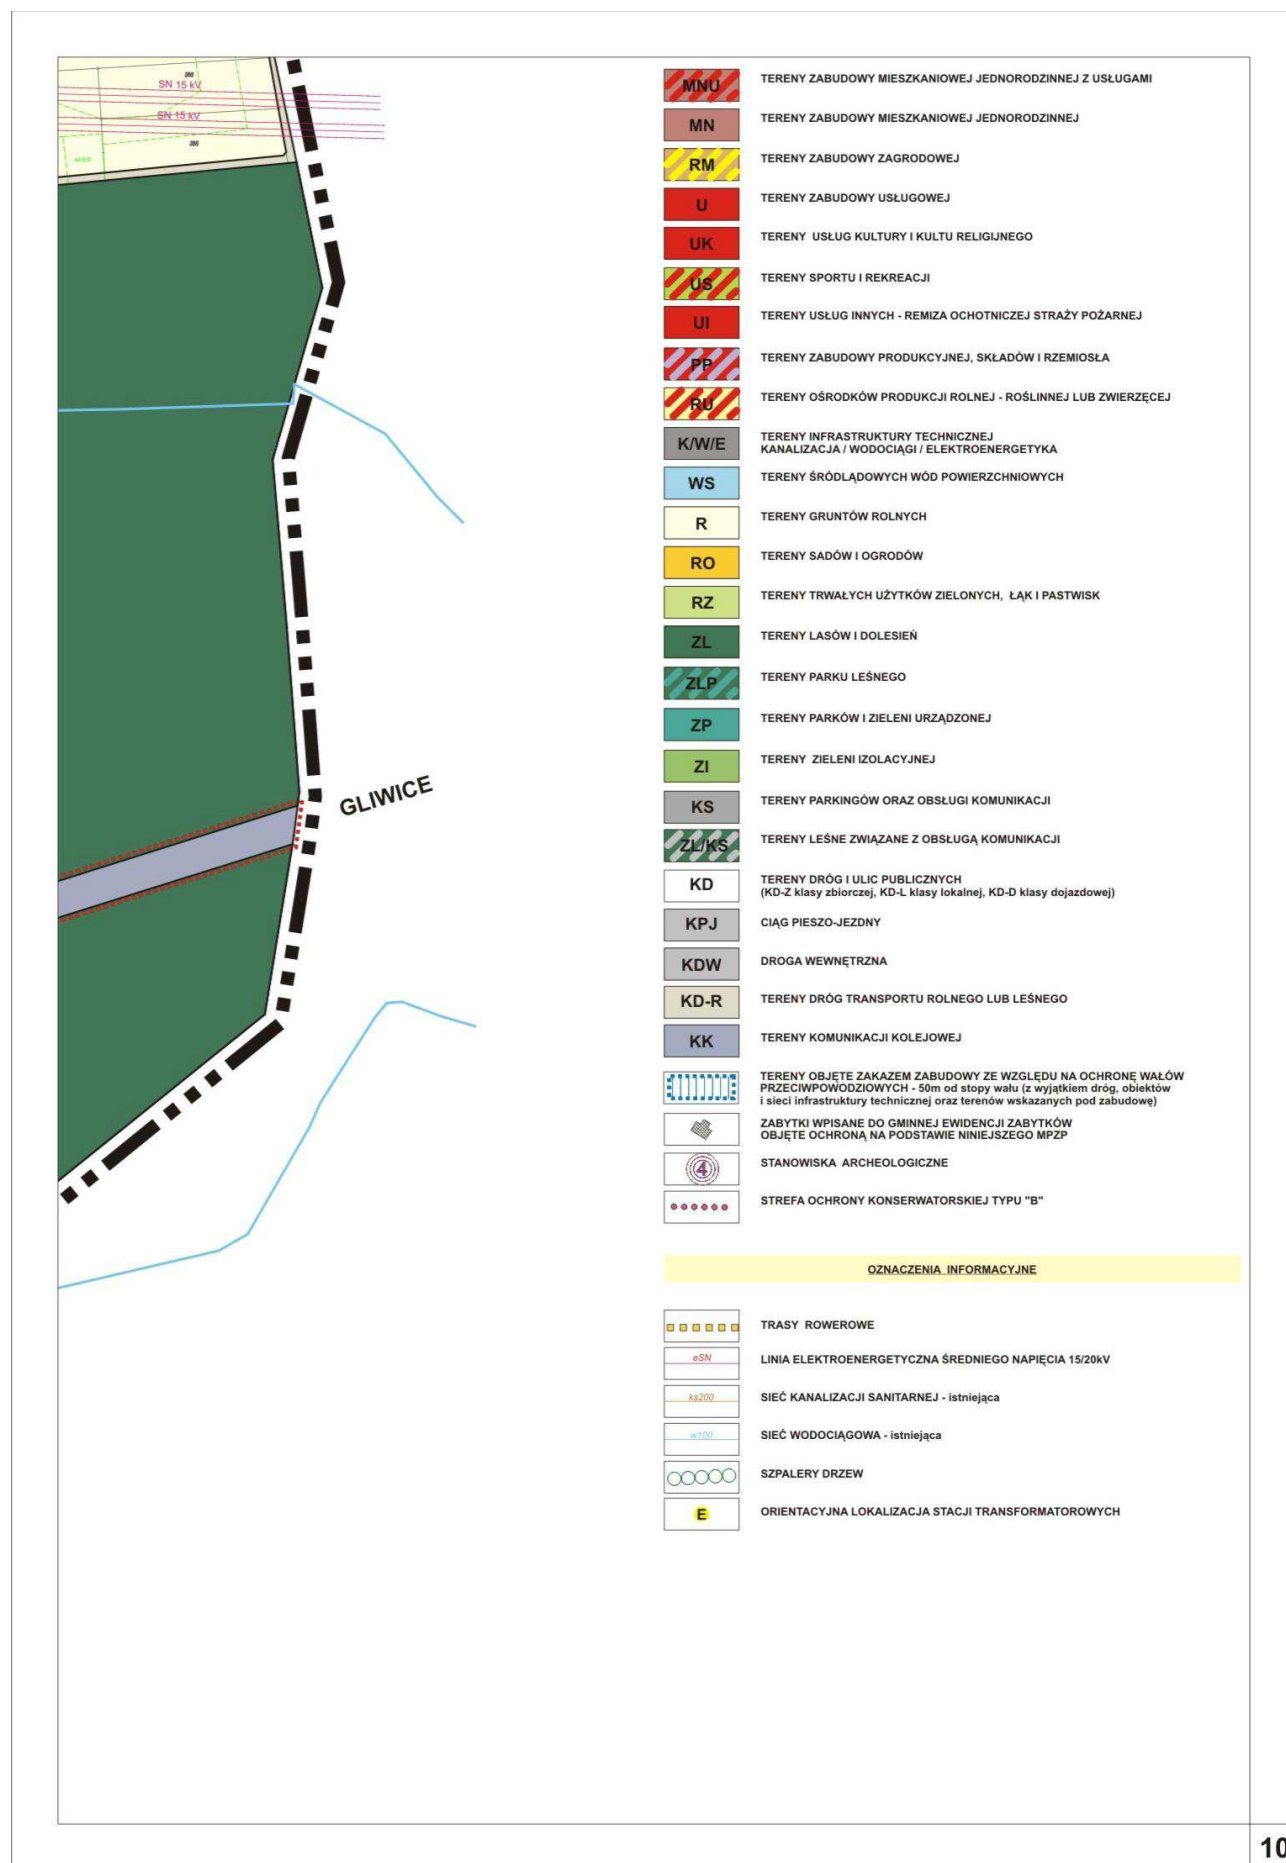 SN 15 kV
SN 15 kV
GLIWICE
MNU TERENY ZABUDOWY MIESZKANIOWEJ JEDNORODZINNEJ Z USŁUGAMI
MN TERENY ZABUDOWY MIESZKANIOWEJ JEDNORODZINNEJ
RM TERENY ZABUDOWY ZAGRODOWEJ
U TERENY ZABUDOWY USŁUGOWEJ
UK TERENY USŁUG KULTURY I KULTU RELIGIJNEGO
US TERENY SPORTU I REKREACJI
UI TERENY USŁUG INNYCH - REMIZA OCHOTNICZEJ STRAŻY POŻARNEJ
PP TERENY ZABUDOWY PRODUKCYJNEJ, SKŁADÓW I RZEMIOSŁA
RU TERENY OŚRODKÓW PRODUKCJI ROLNEJ - ROŚLINNEJ LUB ZWIERZĘCEJ
K/W/E TERENY INFRASTRUKTURY TECHNICZNEJ
KANALIZACJA / WODOCIĄGI / ELEKTROENERGETYKA
WS TERENY ŚRÓDLĄDOWYCH WÓD POWIERZCHNIOWYCH
R TERENY GRUNTÓW ROLNYCH
RO TERENY SADÓW I OGRODÓW
RZ TERENY TRWAŁYCH UŻYTKÓW ZIELONYCH, ŁĄK I PASTWISK
ZL TERENY LASÓW I DOLESIEŃ
ZLP TERENY PARKU LEŚNEGO
ZP TERENY PARKÓW I ZIELENI URZĄDZONEJ
ZI TERENY ZIELENI IZOLACYJNEJ
KS TERENY PARKINGÓW ORAZ OBSŁUGI KOMUNIKACJI
ZL/KS TERENY LEŚNE ZWIĄZANE Z OBSŁUGĄ KOMUNIKACJI
KD TERENY DRÓG I ULIC PUBLICZNYCH
(KD-Z klasy zbiorczej, KD-L klasy lokalnej, KD-D klasy dojazdowej)
KPJ CIĄG PIESZO-JEZDNY
KDW DROGA WEWNĘTRZNA
KD-R TERENY DRÓG TRANSPORTU ROLNEGO LUB LEŚNEGO
KK TERENY KOMUNIKACJI KOLEJOWEJ
TERENY OBJĘTE ZAKAZEM ZABUDOWY ZE WZGLĘDU NA OCHRONĘ WAŁÓW
PRZECIWPOWODZIOWYCH - 50m od stopy wału (z wyjątkiem dróg, obiektów
i sieci infrastruktury technicznej oraz terenów wskazanych pod zabudowę)
ZABYTKI WPISANE DO GMINNEJ EWIDENCJI ZABYTKÓW
OBJĘTE OCHRONĄ NA PODSTAWIE NINIEJSZEGO MPZP
4 STANOWISKA ARCHEOLOGICZNE
STREFA OCHRONY KONSERWATORSKIEJ TYPU "B"
OZNACZENIA INFORMACYJNE
TRASY ROWEROWE
eSN LINIA ELEKTROENERGETYCZNA ŚREDNIEGO NAPIĘCIA 15/20kV
ks200 SIEĆ KANALIZACJI SANITARNEJ - istniejąca
w100 SIEĆ WODOCIĄGOWA - istniejąca
SZPALERY DRZEW
E ORIENTACYJNA LOKALIZACJA STACJI TRANSFORMATOROWYCH
10